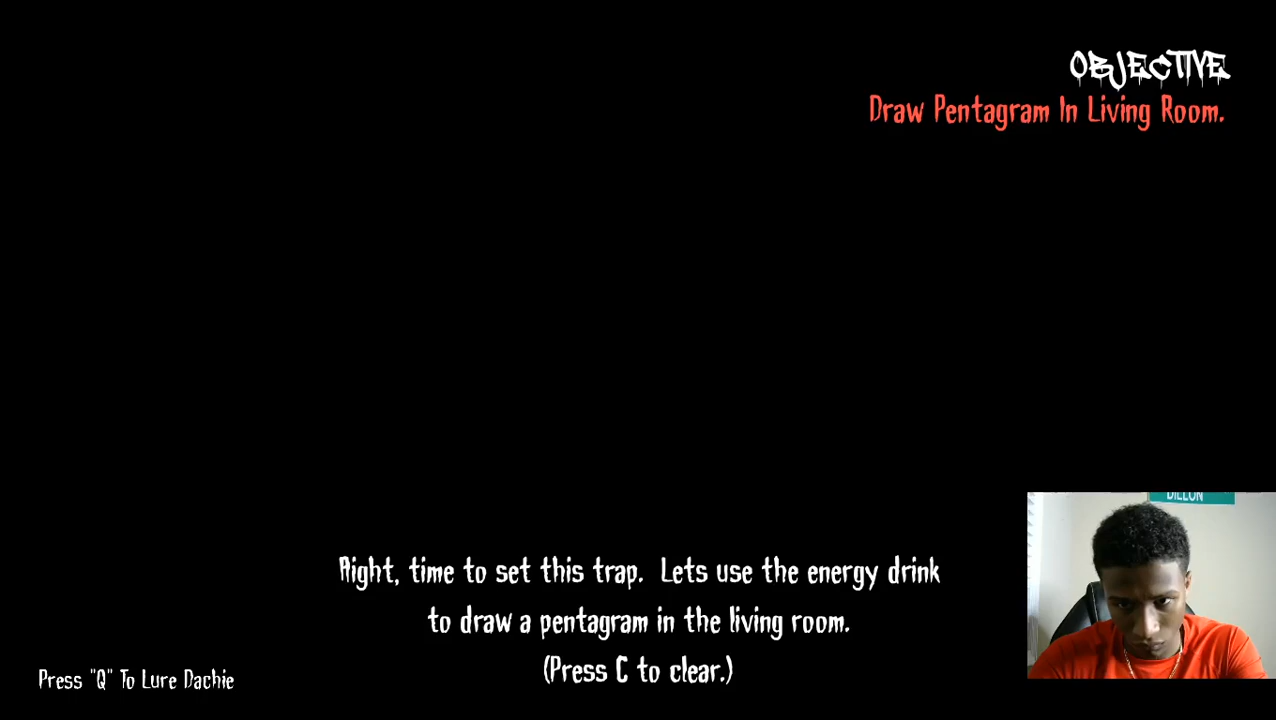 OBJECTIVE
Draw Pentagram In Living Room.
DILLON
Right, time to set this trap. Lets use the energy drink
to draw a pentagram in the living room.
(Press C to clear.)
Press "Q" To Lure Dachie